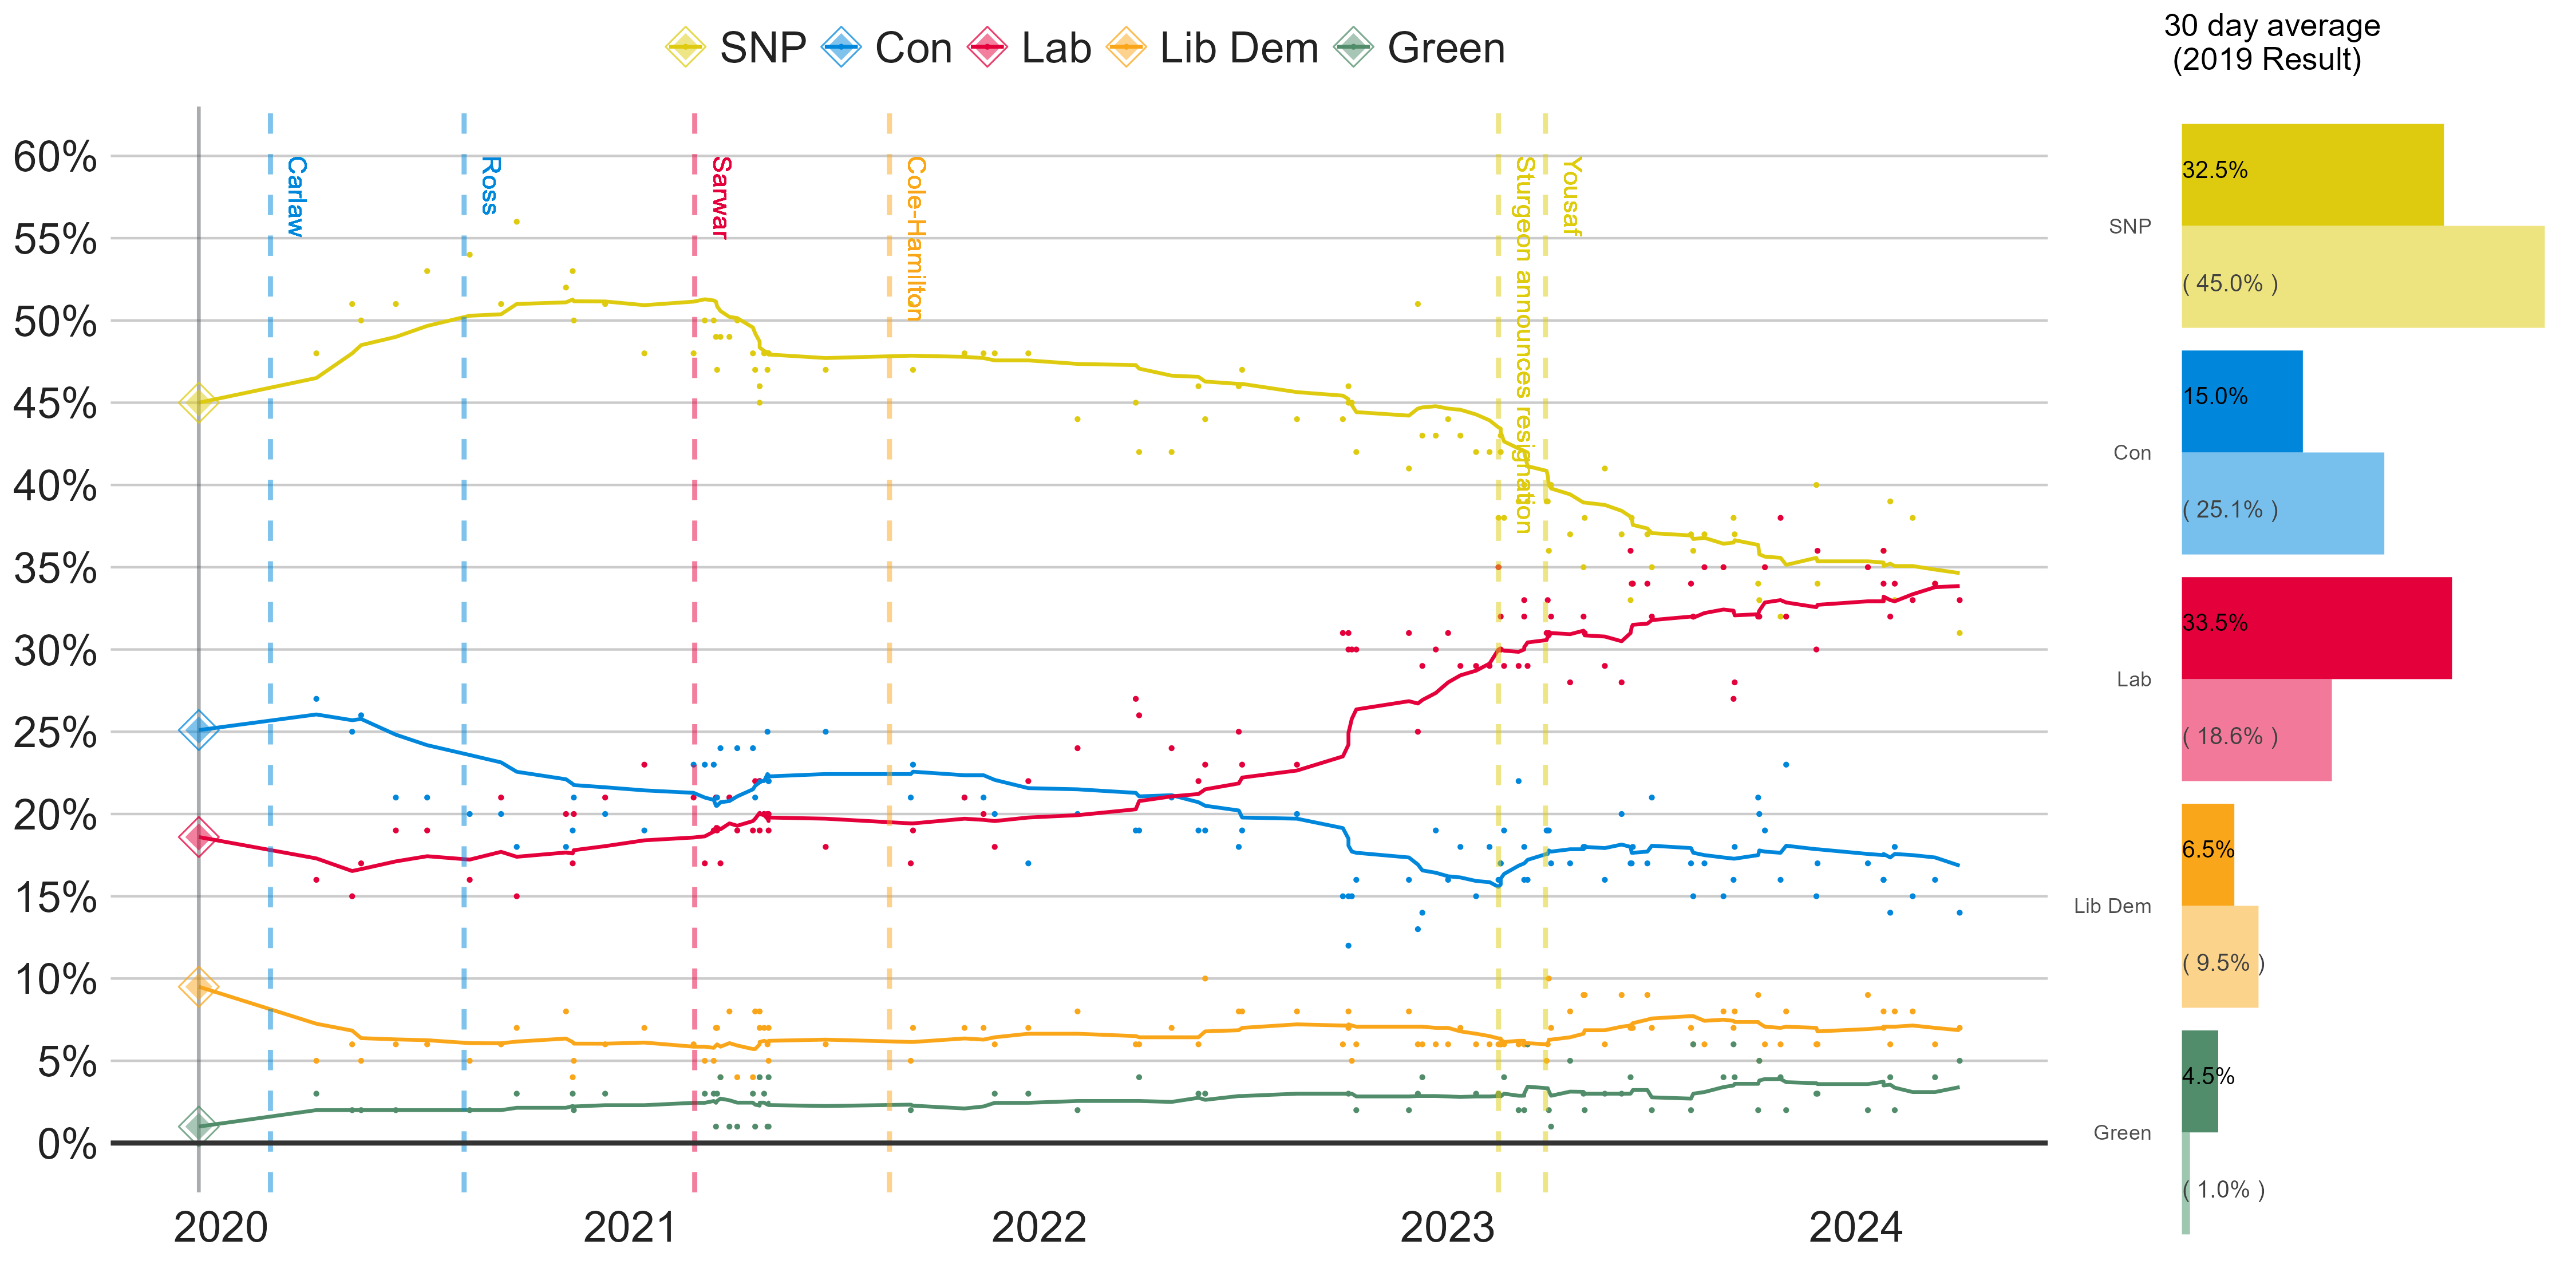 SNP Con Lab Lib Dem Green
30 day average
(2019 Result)
60%
55%
50%
45%
40%
35%
30%
25%
20%
15%
10%
5%
0%
Carlaw
Ross
Sarwar
Cole-Hamilton
Sturgeon announces resignation
Yousaf
2020 2021 2022 2023 2024
SNP
32.5%
( 45.0% )
Con
15.0%
( 25.1% )
Lab
33.5%
( 18.6% )
Lib Dem
6.5%
( 9.5% )
Green
4.5%
( 1.0% )